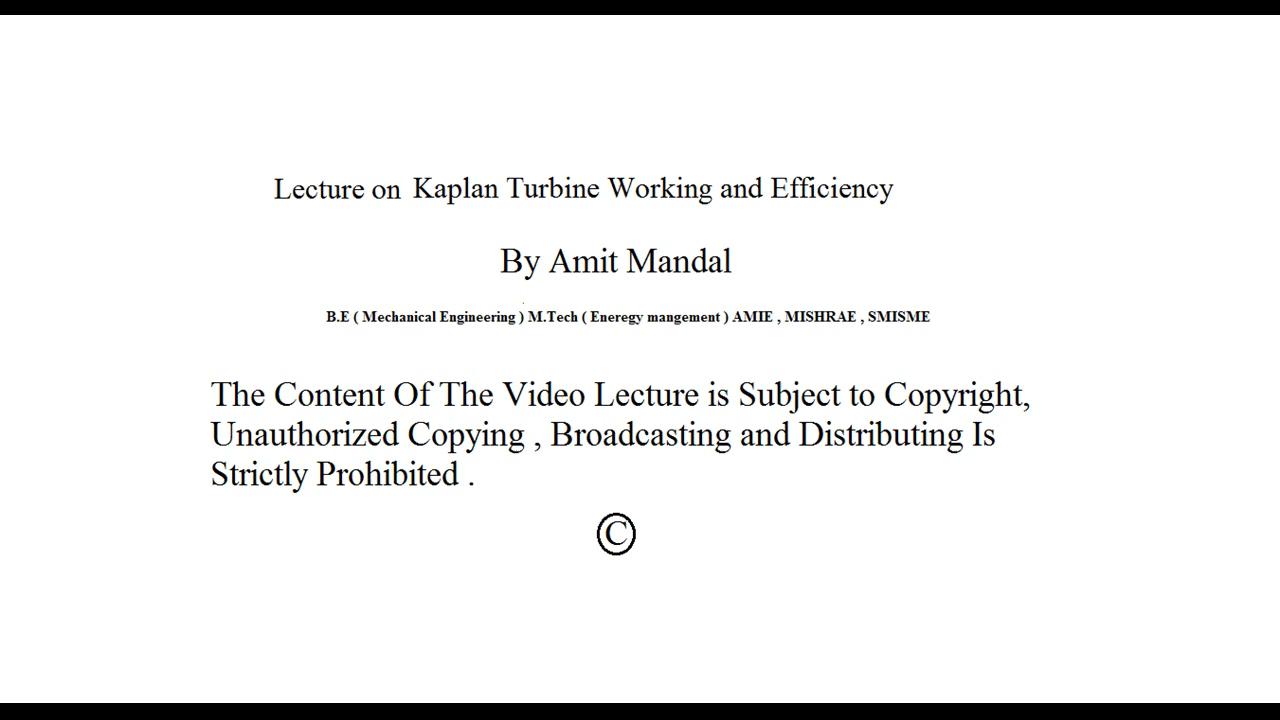 Lecture on Kaplan Turbine Working and Efficiency
By Amit Mandal
B.E ( Mechanical Engineering ) M.Tech ( Eneregy mangement ) AMIE , MISHRAE , SMISME
The Content Of The Video Lecture is Subject to Copyright,
Unauthorized Copying , Broadcasting and Distributing Is
Strictly Prohibited .
©